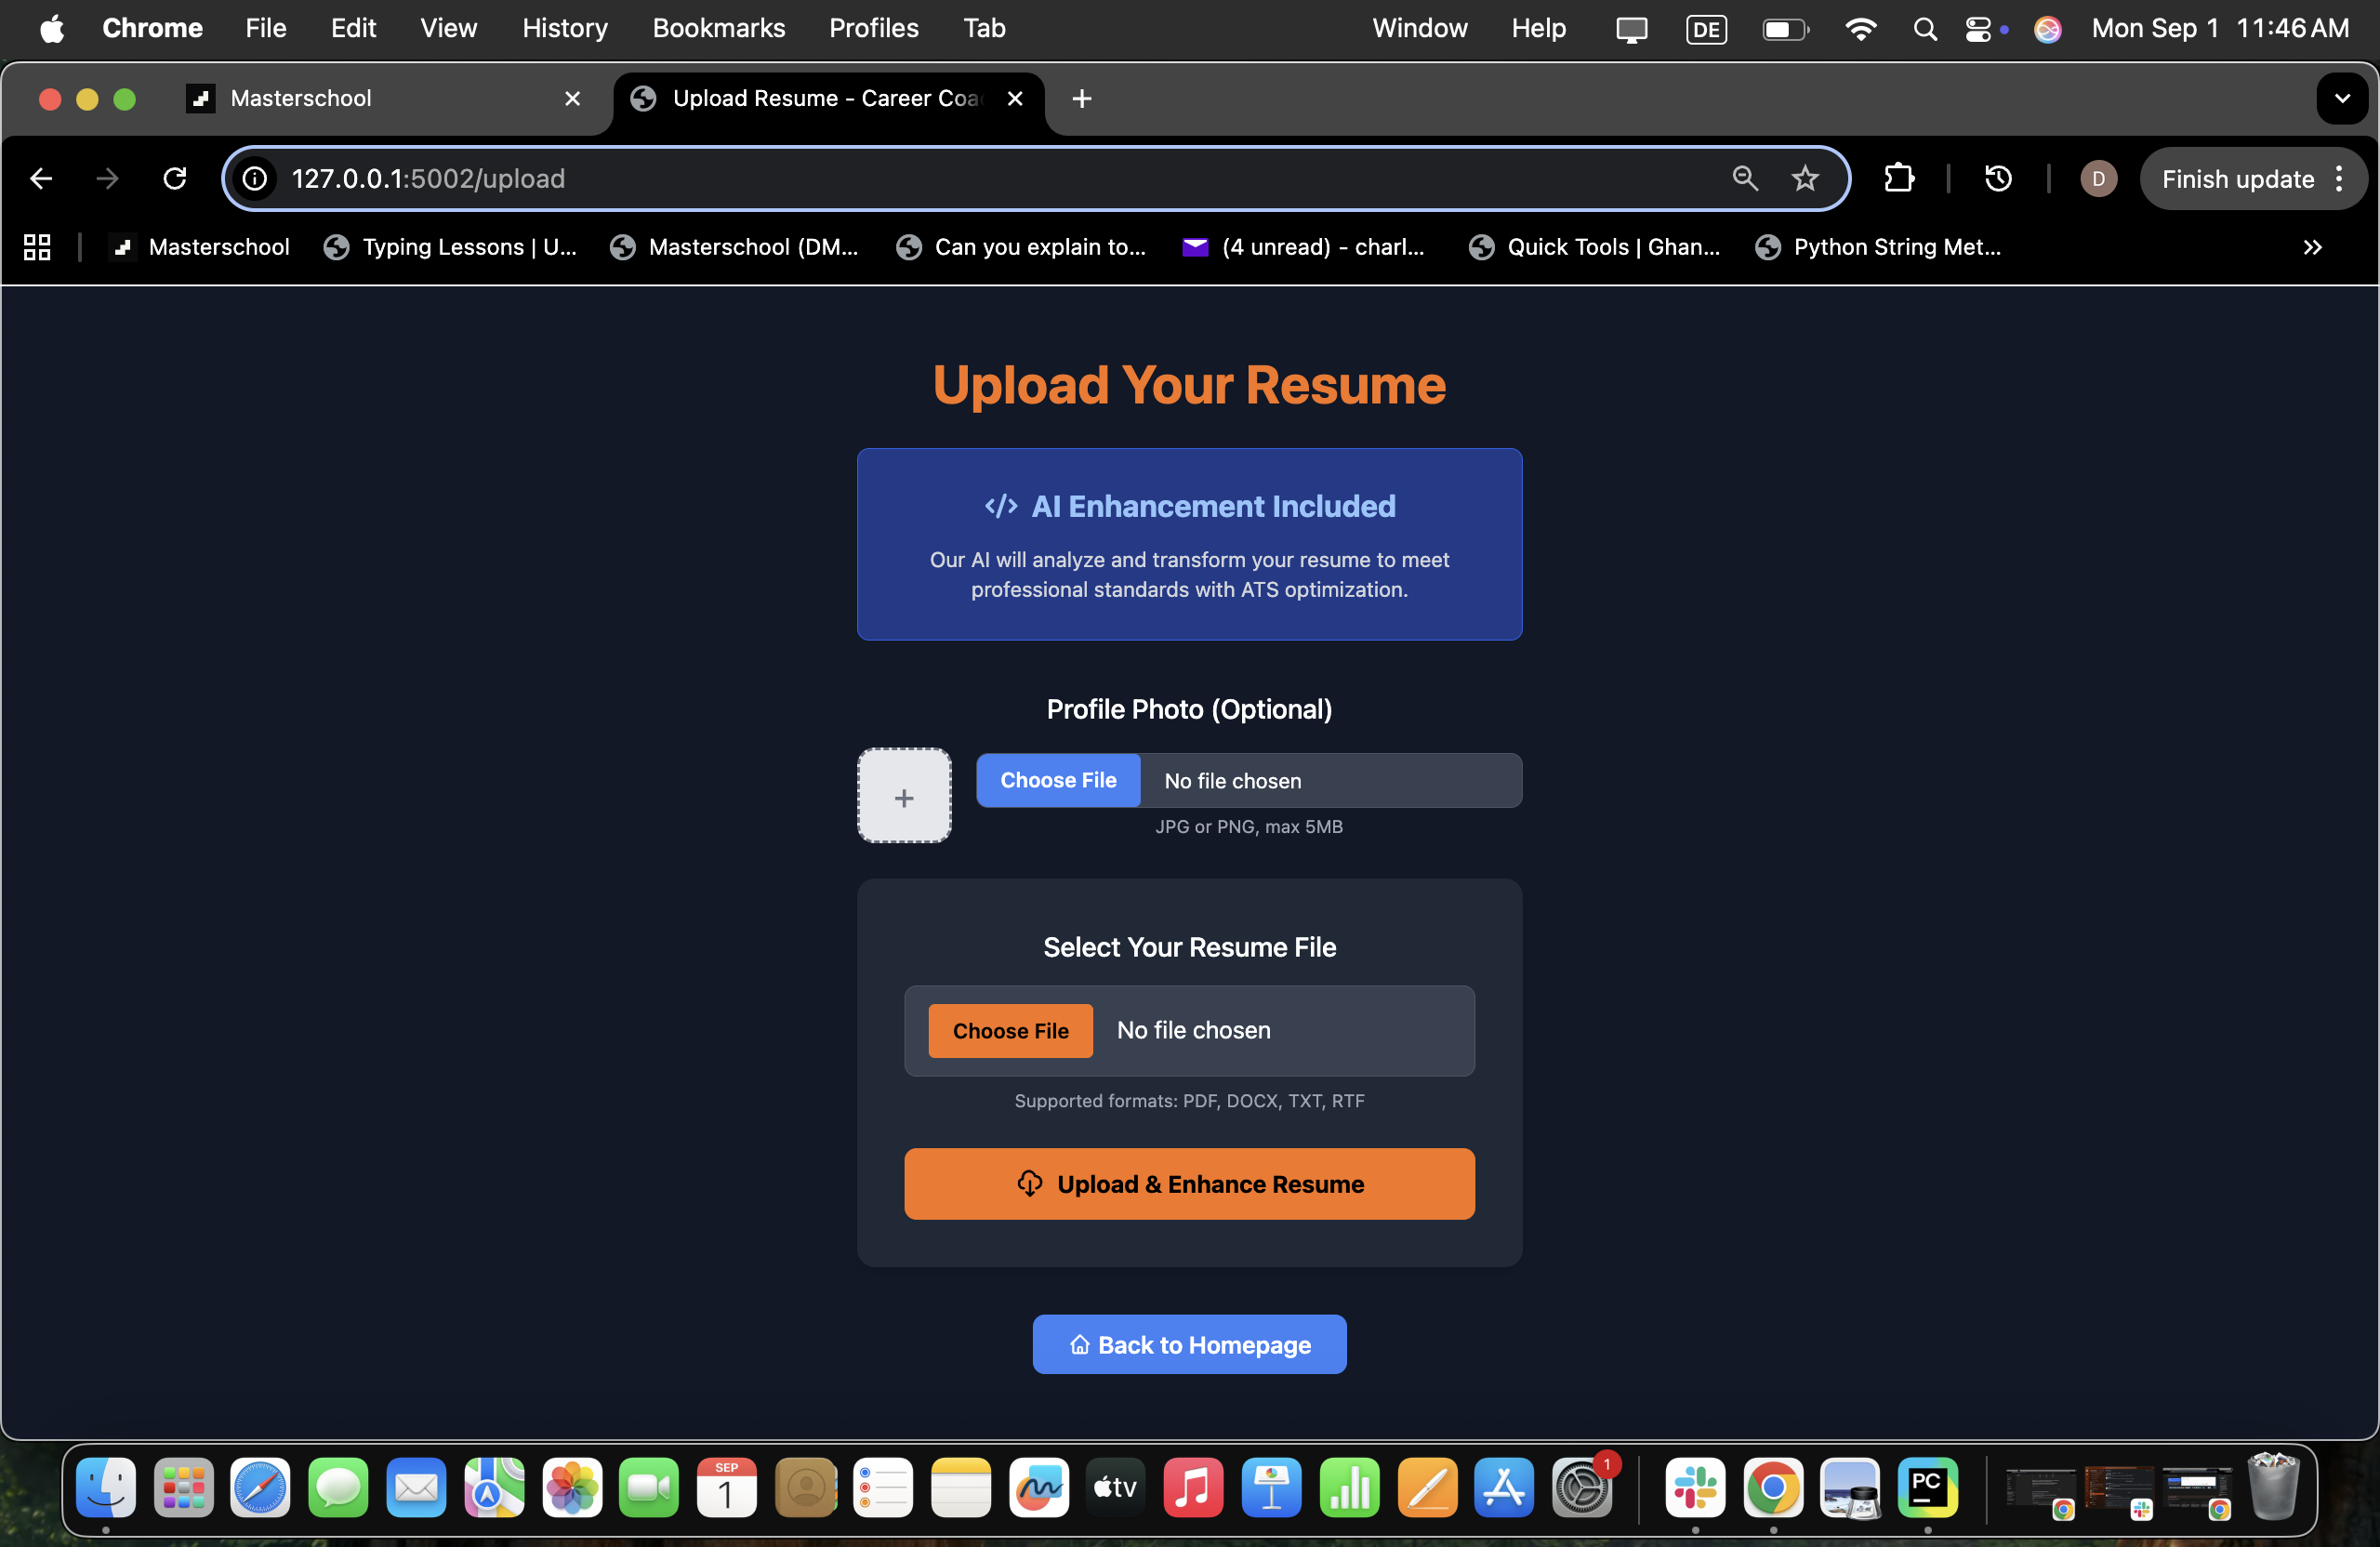 Chrome File Edit View History Bookmarks Profiles Tab Window Help DE Mon Sep 1 11:46 AM
Masterschool
Upload Resume - Career Coa
127.0.0.1:5002/upload
D
Finish update
Masterschool
Typing Lessons | U...
Masterschool (DM...
Can you explain to...
(4 unread) - charl...
Quick Tools | Ghan...
Python String Met...
Upload Your Resume
</> AI Enhancement Included
Our AI will analyze and transform your resume to meet
professional standards with ATS optimization.
Profile Photo (Optional)
+
Choose File No file chosen
JPG or PNG, max 5MB
Select Your Resume File
Choose File No file chosen
Supported formats: PDF, DOCX, TXT, RTF
Upload & Enhance Resume
Back to Homepage
SEP
1
tv
1
PC